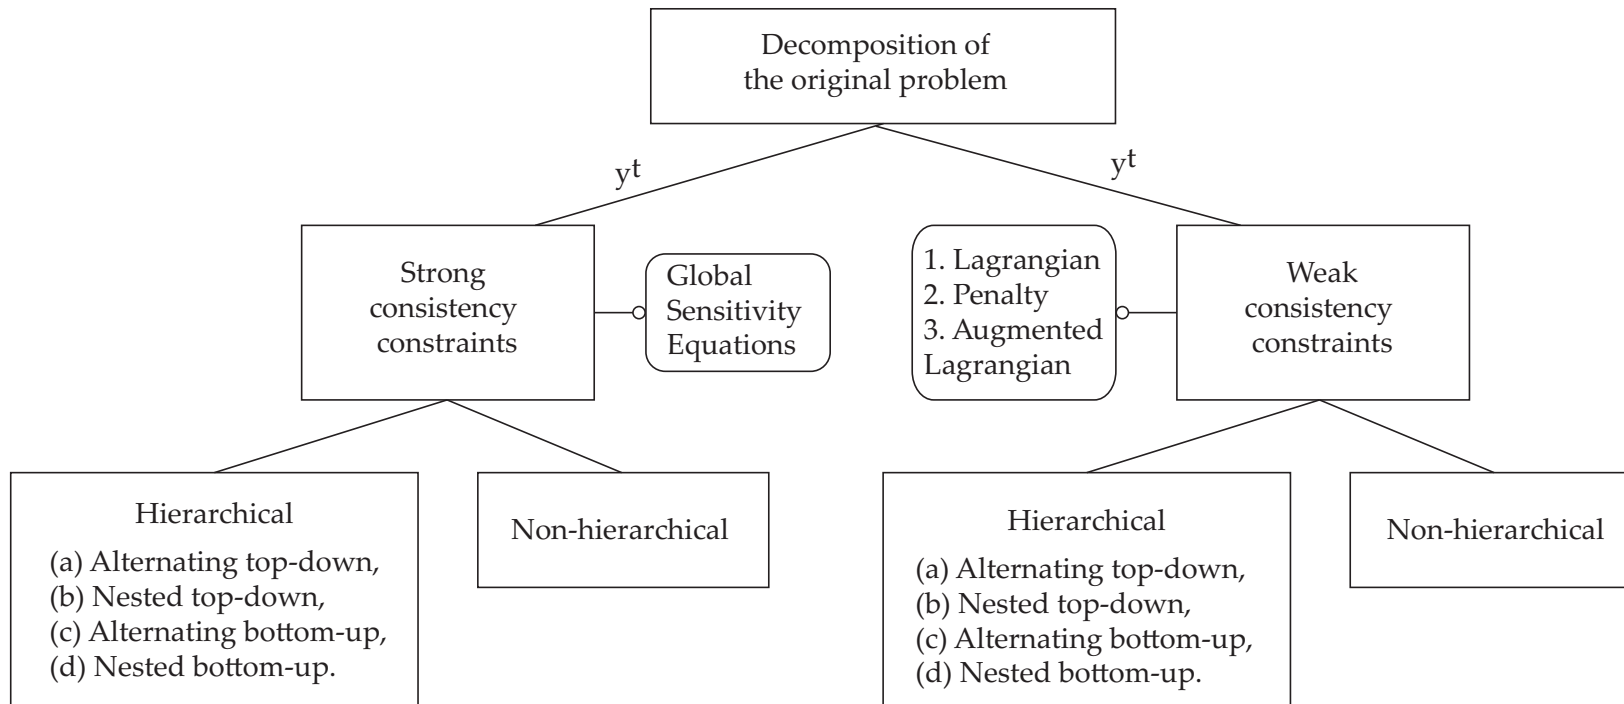 Decomposition of
the original problem
yt
yt
Strong
consistency
constraints
Global
Sensitivity
Equations
1. Lagrangian
2. Penalty
3. Augmented
Lagrangian
Weak
consistency
constraints
Hierarchical
(a) Alternating top-down,
(b) Nested top-down,
(c) Alternating bottom-up,
(d) Nested bottom-up.
Non-hierarchical
Hierarchical
(a) Alternating top-down,
(b) Nested top-down,
(c) Alternating bottom-up,
(d) Nested bottom-up.
Non-hierarchical